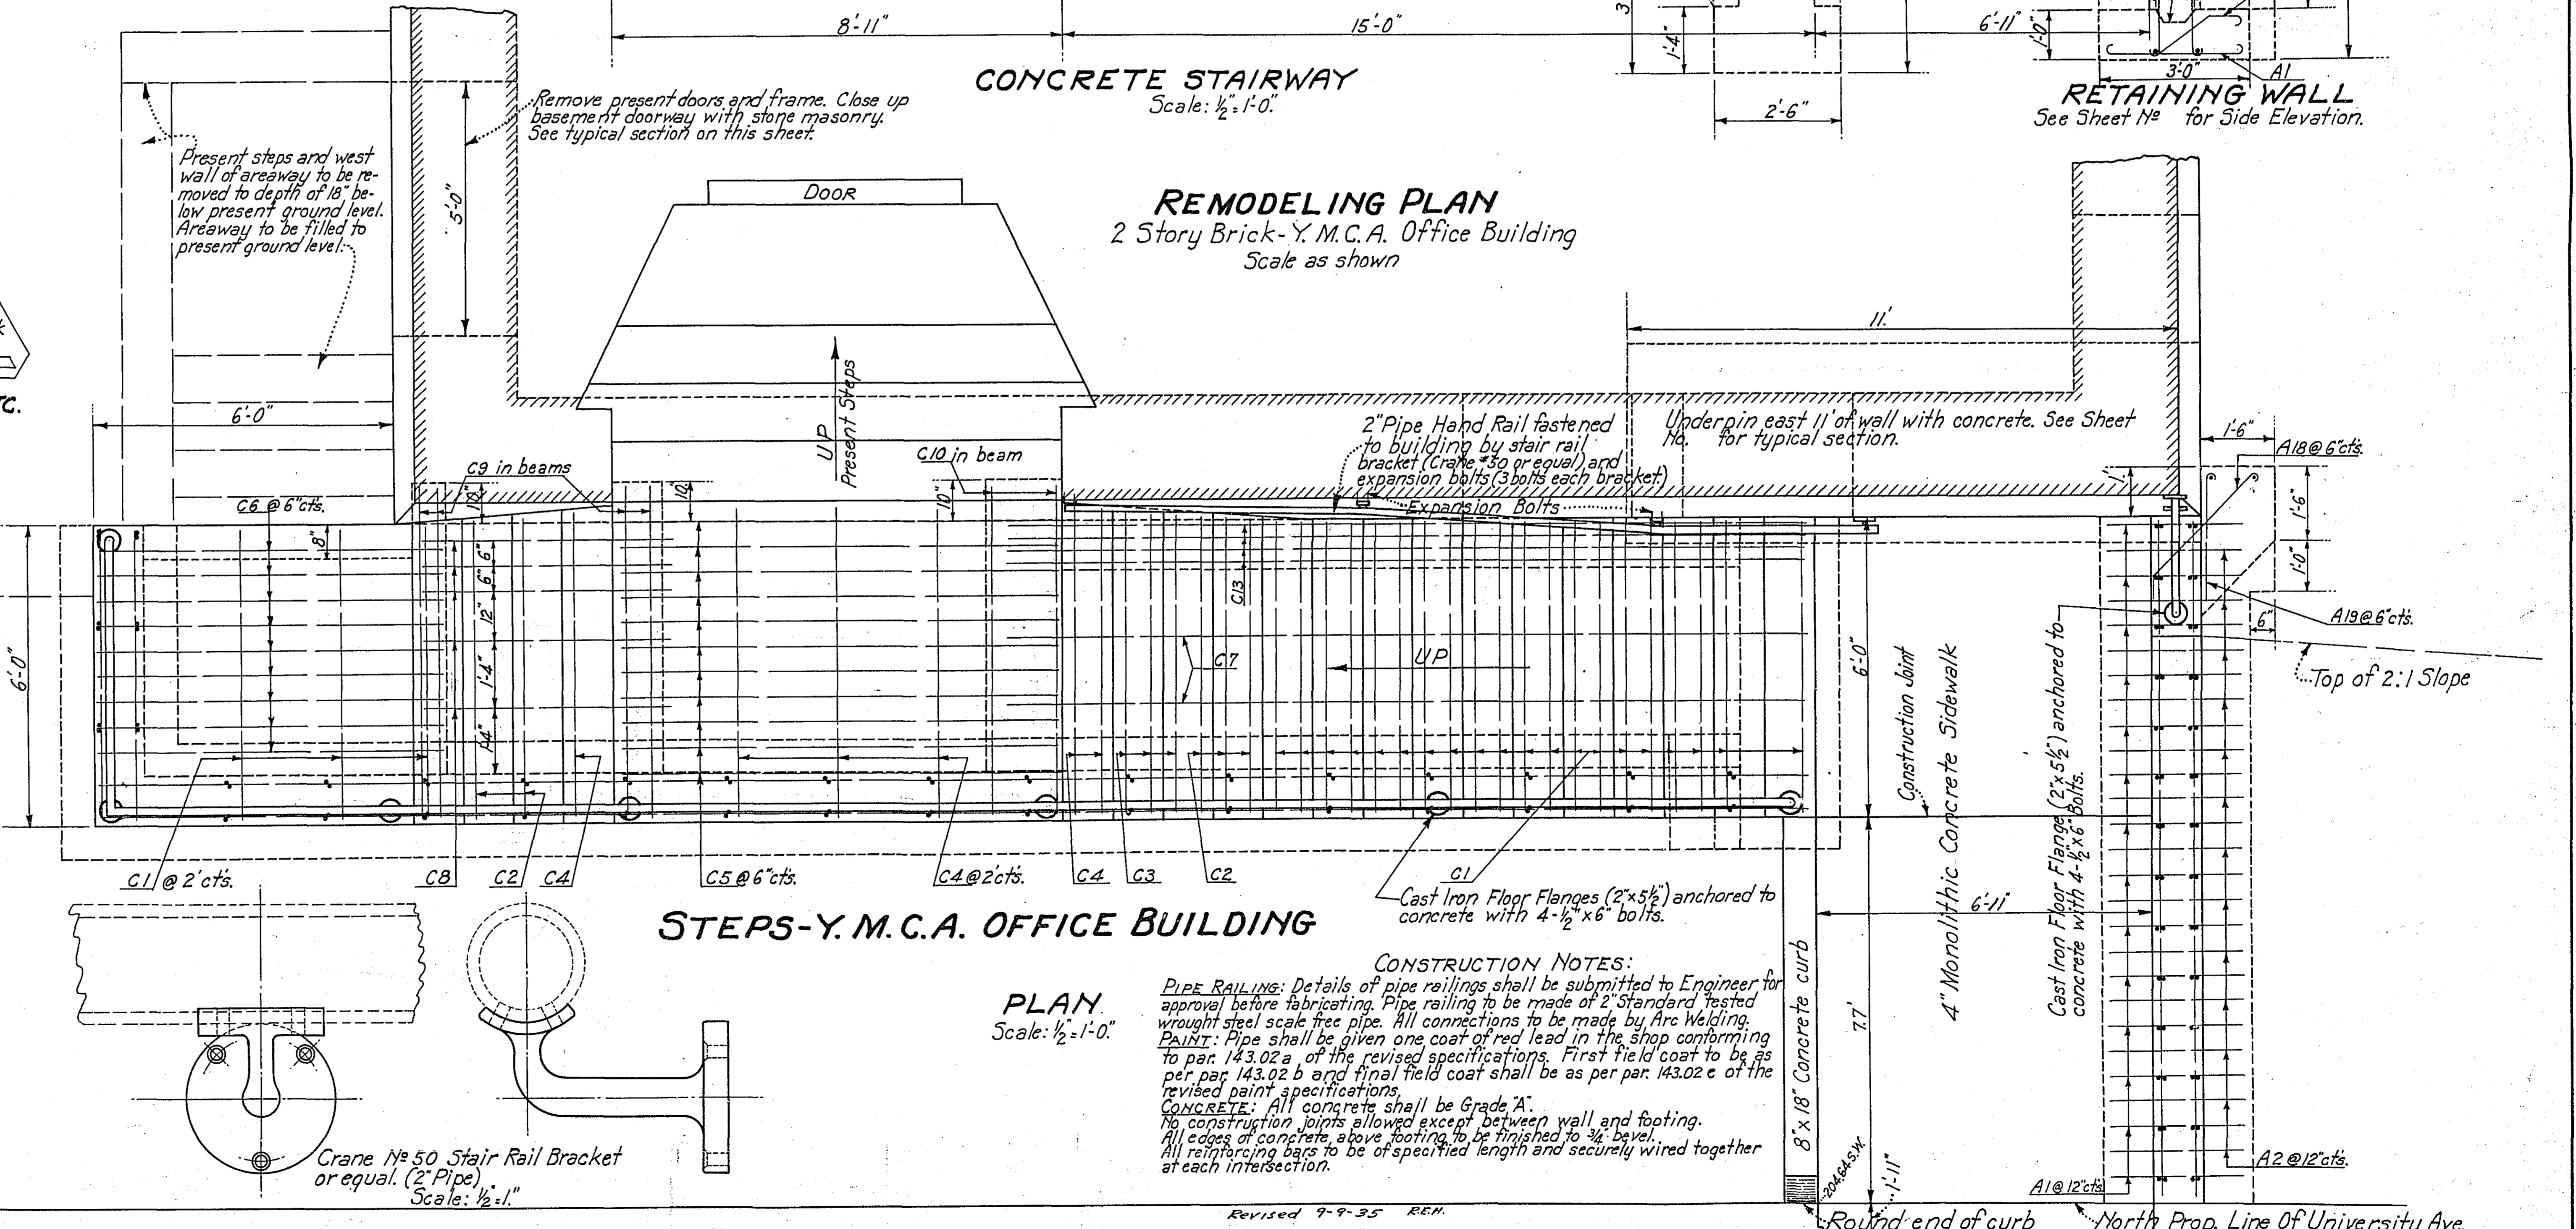 8'-11"
15'-0"
6'-11"
3
1'-4"
2'-6"
1'-0"
3'-0"
A1
CONCRETE STAIRWAY
Scale: ½"=1'-0".
RETAINING WALL
See Sheet Nº for Side Elevation.
Remove present doors and frame. Close up
basement doorway with stone masonry.
See typical section on this sheet.
Present steps and west
wall of areaway to be re-
moved to depth of 18" be-
low present ground level.
Areaway to be filled to
present ground level.
5'-0"
DOOR
REMODELING PLAN
2 Story Brick-Y.M.C.A. Office Building
Scale as shown
TC.
11'
6'-0"
UP
Present Steps
2" Pipe Hand Rail fastened
to building by stair rail
bracket (Crane #50 or equal) and
expansion bolts (3 bolts each bracket)
Expansion Bolts
Underpin east 11' of wall with concrete. See Sheet
No. for typical section.
1'-6"
A18 @ 6"cts.
C9 in beams
C10 in beam
10"
10"
10"
C6 @ 6"cts.
8"
6"
6"
12"
1'-4"
1'-4"
C13
C7
UP
1'
1'-6"
1'-0"
A19 @ 6"cts.
6"
Top of 2:1 Slope
6'-0"
6'-0"
Construction Joint
4" Monolithic Concrete Sidewalk
Cast Iron Floor Flange (2"x5½") anchored to
concrete with 4-½"x6" Bolts.
C1 @ 2'cts.
C8
C2
C4
C5 @ 6"cts.
C4 @ 2'cts.
C4
C3
C2
C1
Cast Iron Floor Flanges (2"x5½") anchored to
concrete with 4-½"x6" bolts.
6'-11"
STEPS-Y.M.C.A. OFFICE BUILDING
PLAN
Scale: ½"=1'-0".
CONSTRUCTION NOTES:
PIPE RAILING: Details of pipe railings shall be submitted to Engineer for
approval before fabricating. Pipe railing to be made of 2" Standard tested
wrought steel scale free pipe. All connections to be made by Arc Welding.
PAINT: Pipe shall be given one coat of red lead in the shop conforming
to par. 143.02 a of the revised specifications. First field coat to be as
per par. 143.02 b and final field coat shall be as per par. 143.02 e of the
revised paint specifications.
CONCRETE: All concrete shall be Grade "A".
No construction joints allowed except between wall and footing.
All edges of concrete above footing to be finished to ¾" bevel.
All reinforcing bars to be of specified length and securely wired together
at each intersection.
8"x18" Concrete curb
7.7'
204.64 S.W.
1'-11"
Crane Nº 50 Stair Rail Bracket
or equal. (2" Pipe)
Scale: ½"=1."
A2 @ 12"cts.
A1 @ 12"cts.
Revised 9-9-35 R.E.H.
Round end of curb
North Prop. Line Of University Ave.